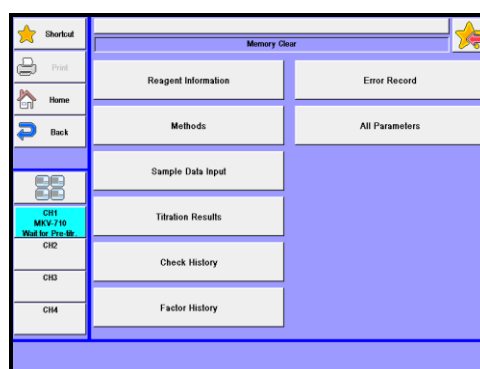 Shortcut
Memory Clear
Print
Home
Back
Reagent Information
Error Record
Methods
All Parameters
Sample Data Input
Titration Results
Check History
Factor History
CH1
MKV-710
Wait for Pre-titr.
CH2
CH3
CH4